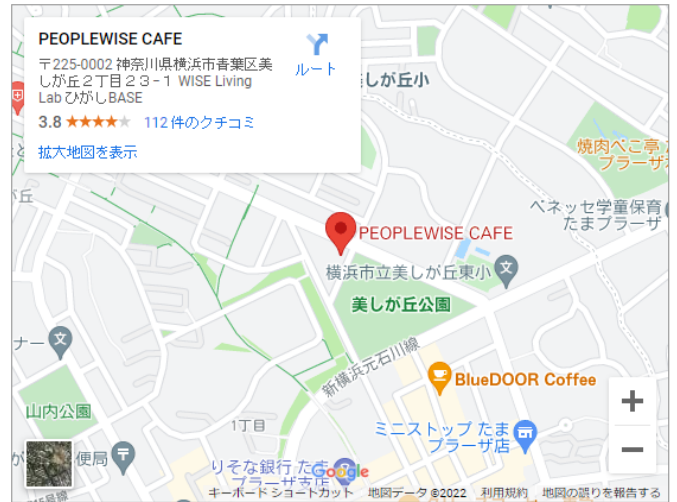 PEOPLEWISE CAFE
〒225-0002 神奈川県横浜市青葉区美
しが丘2丁目23−1 WISE Living
Lab ひがしBASE
3.8
112 件のクチコミ
拡大地図を表示
ルート
しが丘小
焼肉ぺこ亭
プラーザ
が丘
ベネッセ学童保育
たまプラーザ
PEOPLEWISE CAFE
横浜市立美しが丘東小
文
美しが丘公園
新横浜元石川線
ナー
文
BlueDOOR Coffee
山内公園
1丁目
ミニストップ たま
プラーザ店
便局
りそな銀行 たま
プラーザ支店
Google
キーボード ショートカット
地図データ ©2022
利用規約
地図の誤りを報告する